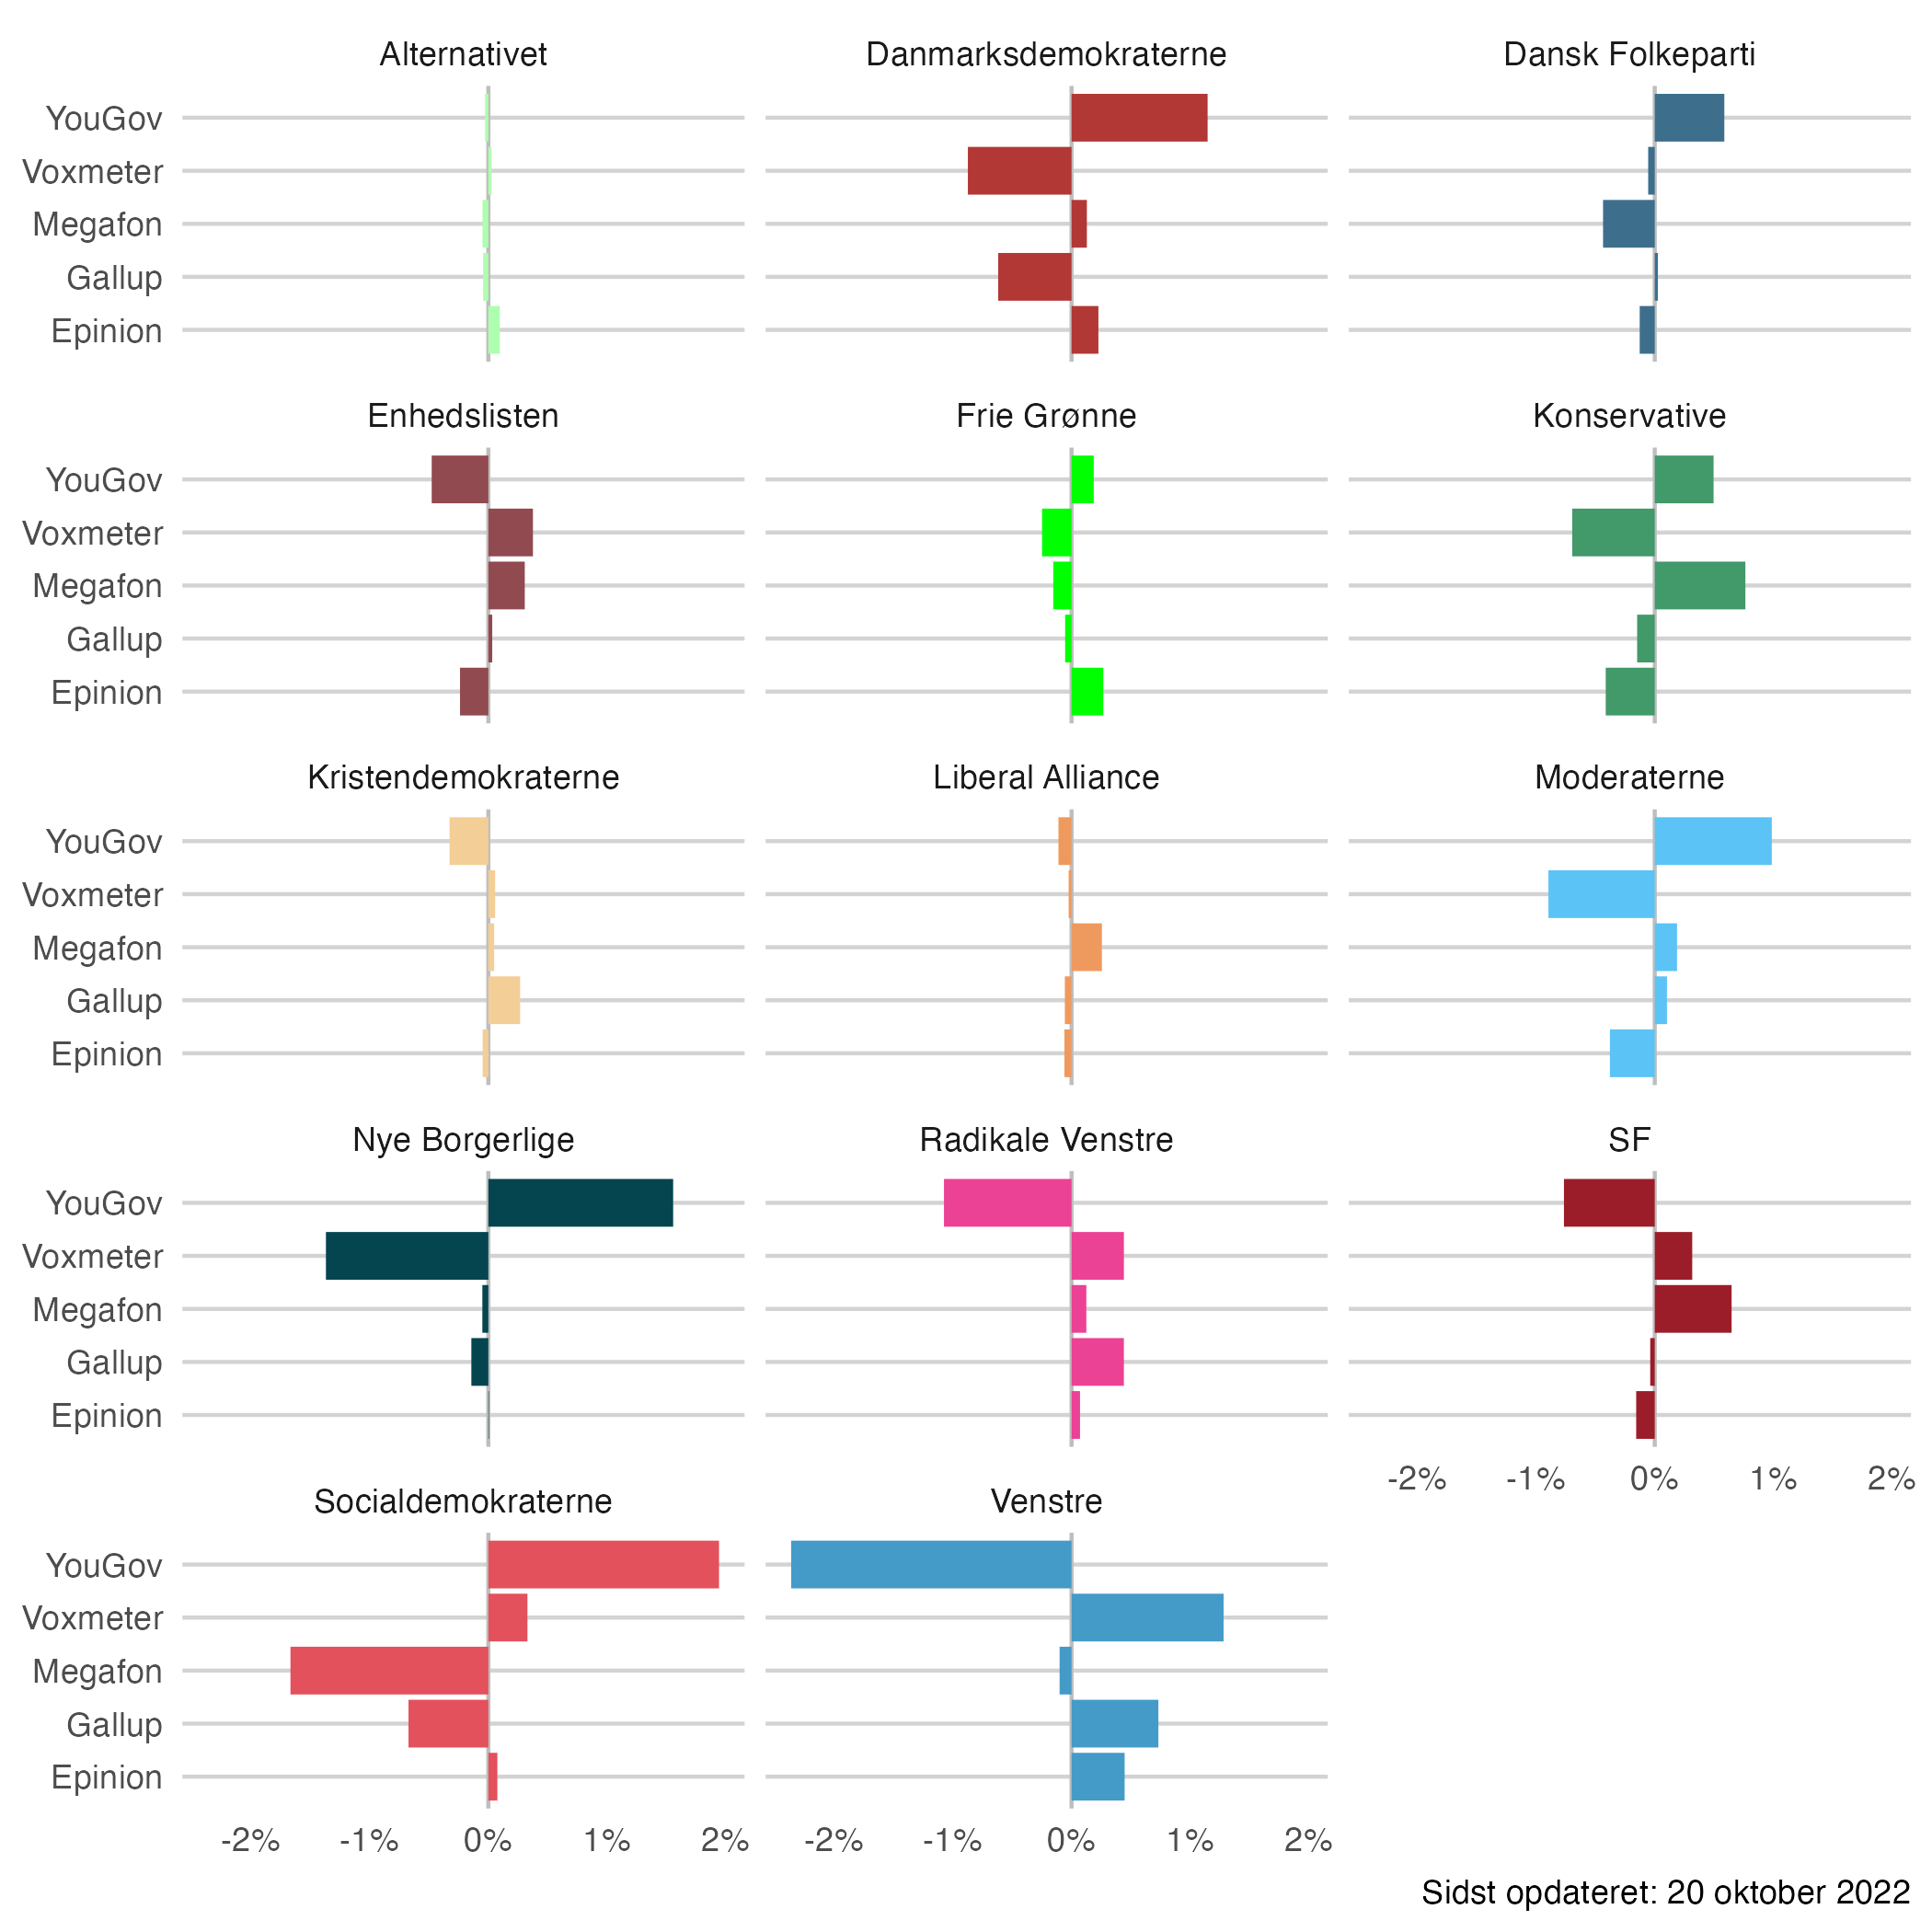 Alternativet Danmarksdemokraterne Dansk Folkeparti
YouGov
Voxmeter
Megafon
Gallup
Epinion
Enhedslisten Frie Grønne Konservative
YouGov
Voxmeter
Megafon
Gallup
Epinion
Kristendemokraterne Liberal Alliance Moderaterne
YouGov
Voxmeter
Megafon
Gallup
Epinion
Nye Borgerlige Radikale Venstre SF
YouGov
Voxmeter
Megafon
Gallup
Epinion
-2% -1% 0% 1% 2%
Socialdemokraterne Venstre
YouGov
Voxmeter
Megafon
Gallup
Epinion
-2% -1% 0% 1% 2% -2% -1% 0% 1% 2%
Sidst opdateret: 20 oktober 2022